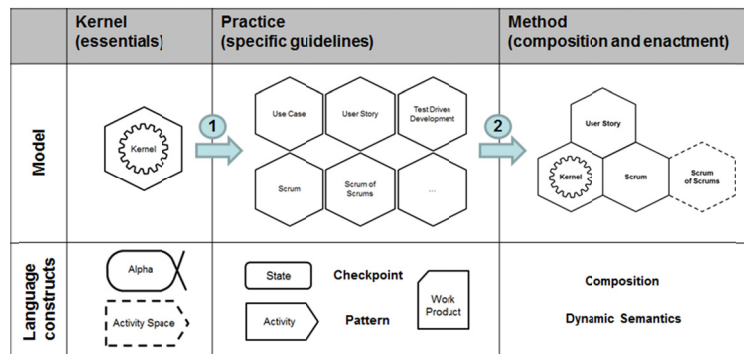 Kernel
(essentials)
Practice
(specific guidelines)
Method
(composition and enactment)
Model
Kernel
1
Use Case
User Story
Test Driven
Development
Scrum
Scrum of
Scrums
...
2
User Story
Kernel
Scrum
Scrum
of Scrums
Language
constructs
Alpha
Activity Space
State
Checkpoint
Activity
Pattern
Work
Product
Composition
Dynamic Semantics